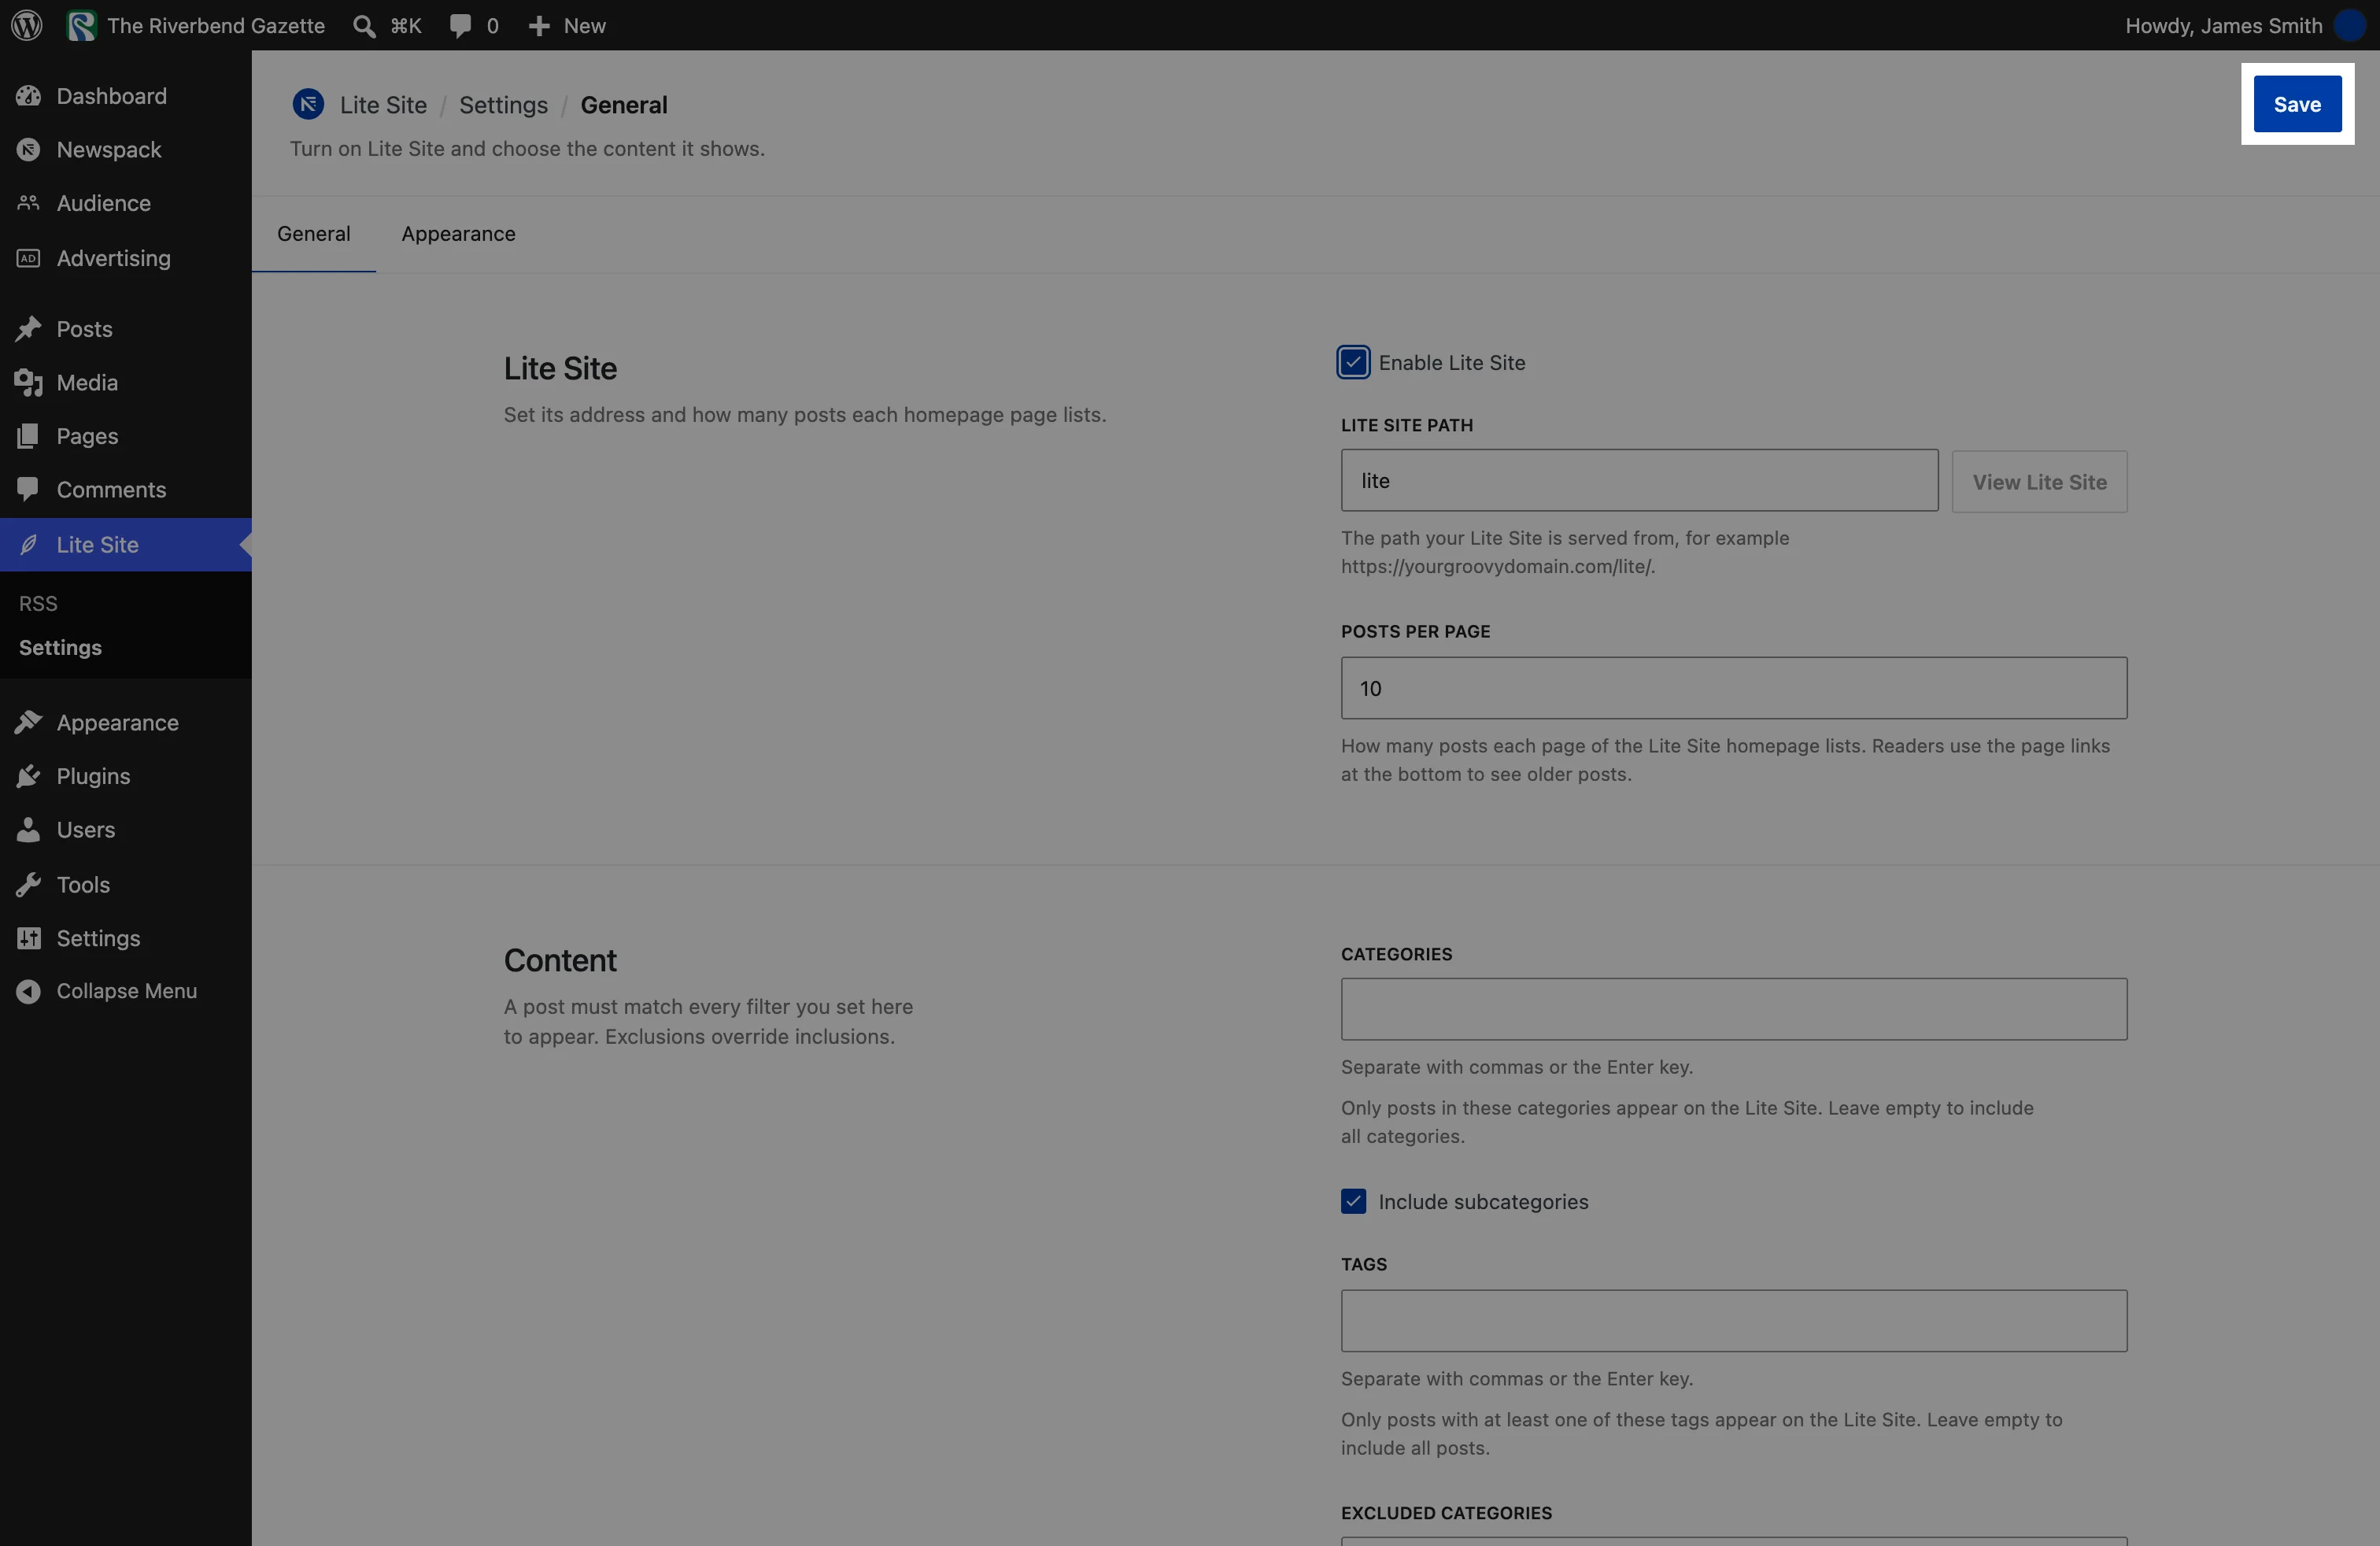 The Riverbend Gazette
⌘K
0
New
Howdy, James Smith
Dashboard
Newspack
Audience
Advertising
Posts
Media
Pages
Comments
Lite Site
RSS
Settings
Appearance
Plugins
Users
Tools
Settings
Collapse Menu
Lite Site / Settings / General
Turn on Lite Site and choose the content it shows.
Save
General
Appearance
Lite Site
Set its address and how many posts each homepage page lists.
Enable Lite Site
LITE SITE PATH
lite
View Lite Site
The path your Lite Site is served from, for example
https://yourgroovydomain.com/lite/.
POSTS PER PAGE
10
How many posts each page of the Lite Site homepage lists. Readers use the page links
at the bottom to see older posts.
Content
A post must match every filter you set here
to appear. Exclusions override inclusions.
CATEGORIES
Separate with commas or the Enter key.
Only posts in these categories appear on the Lite Site. Leave empty to include
all categories.
Include subcategories
TAGS
Separate with commas or the Enter key.
Only posts with at least one of these tags appear on the Lite Site. Leave empty to
include all posts.
EXCLUDED CATEGORIES